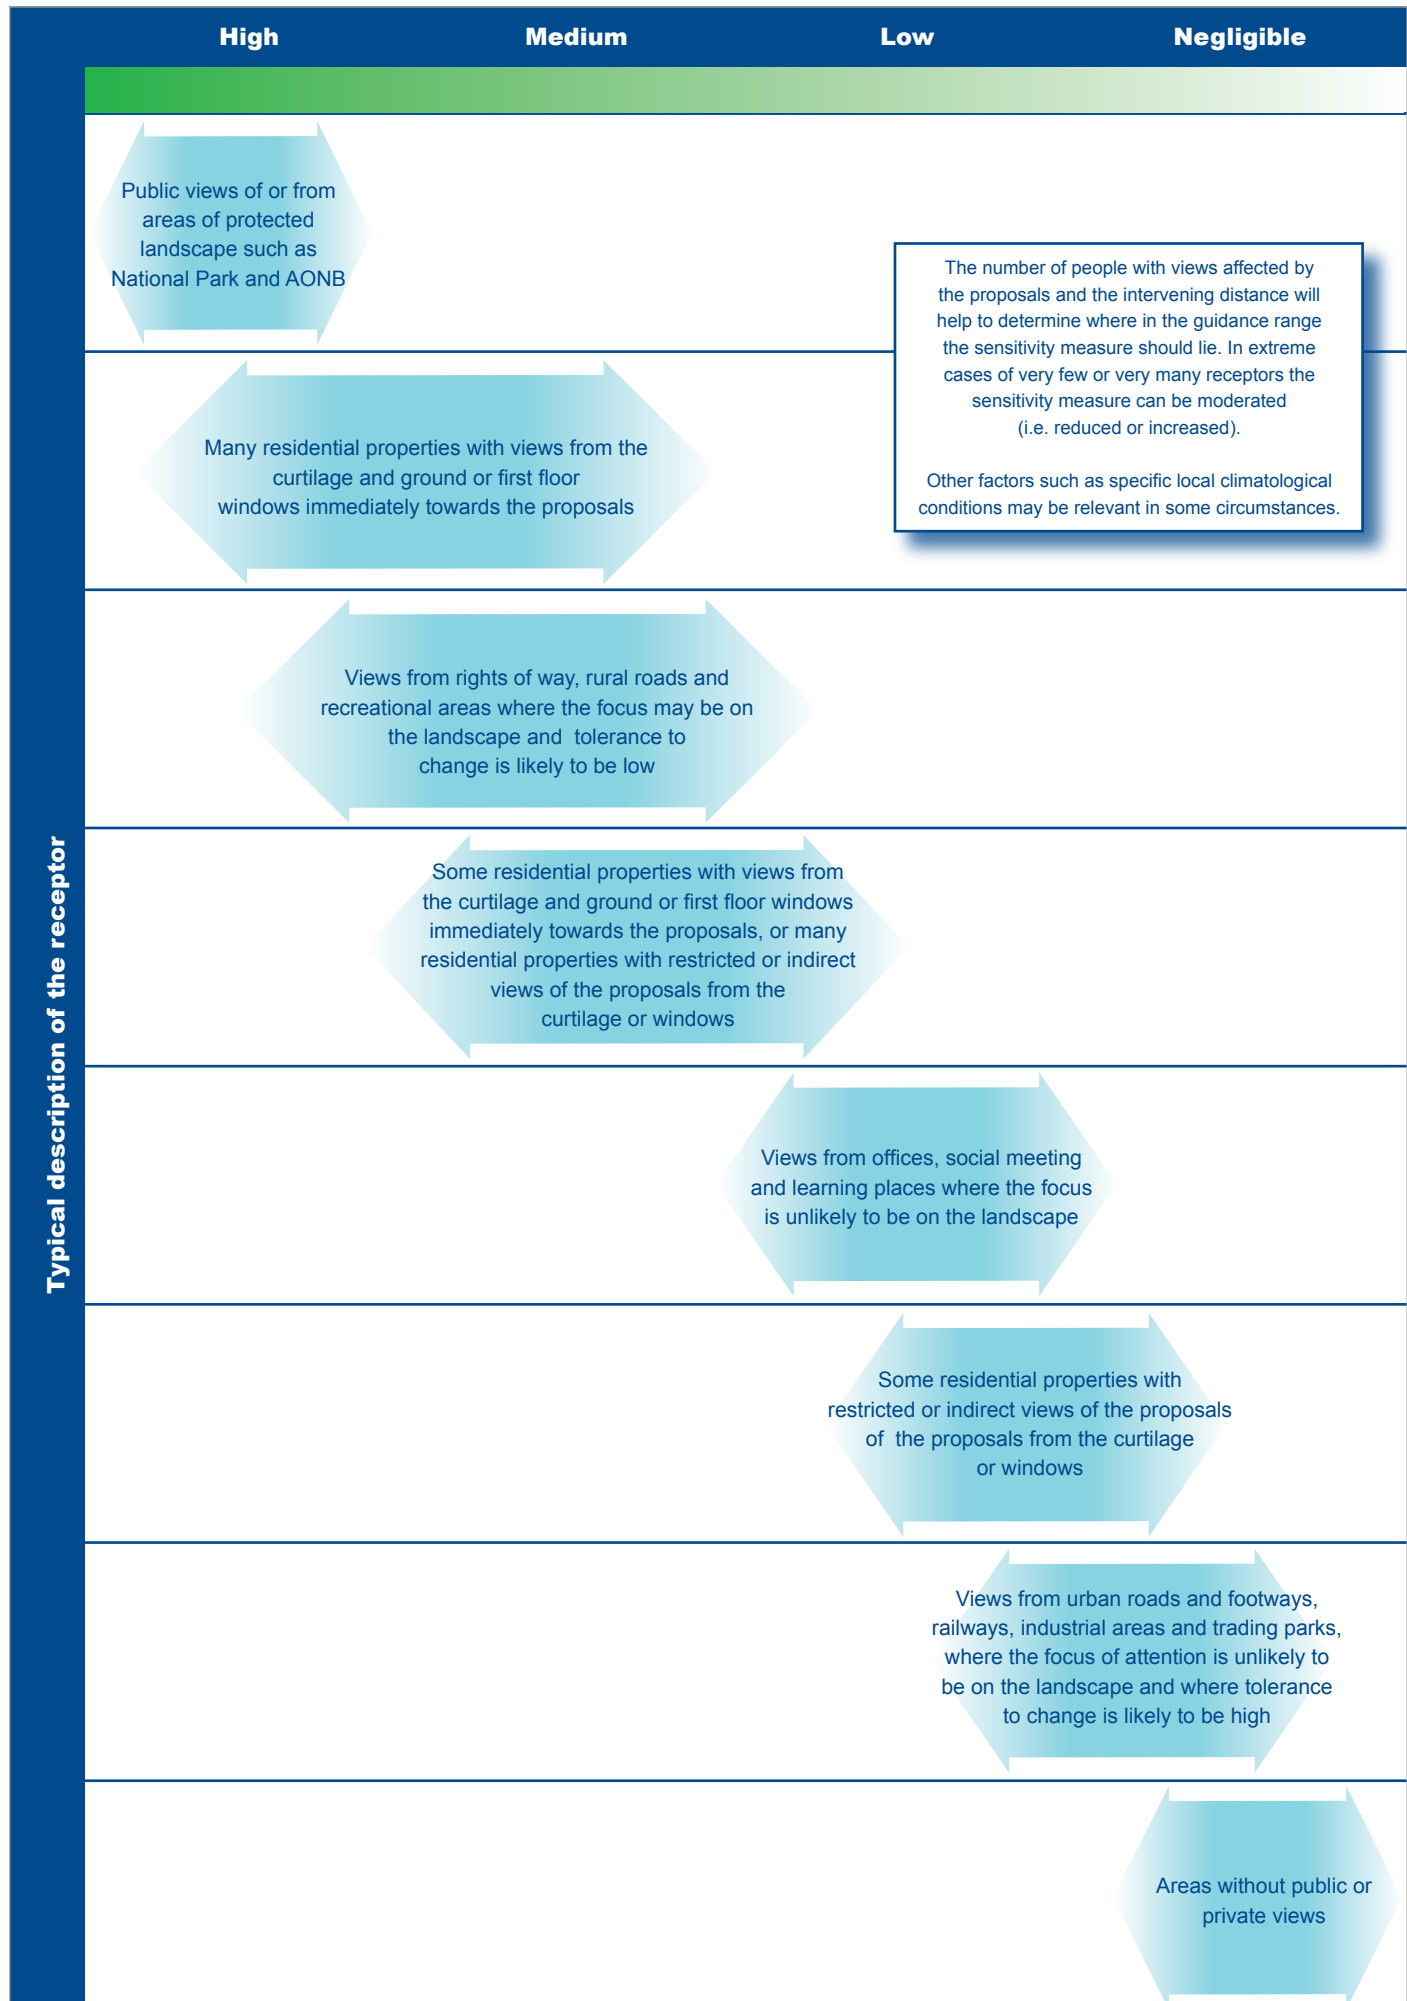 High Medium Low Negligible
Typical description of the receptor
Public views of or from
areas of protected
landscape such as
National Park and AONB
The number of people with views affected by
the proposals and the intervening distance will
help to determine where in the guidance range
the sensitivity measure should lie. In extreme
cases of very few or very many receptors the
sensitivity measure can be moderated
(i.e. reduced or increased).
Other factors such as specific local climatological
conditions may be relevant in some circumstances.
Many residential properties with views from the
curtilage and ground or first floor
windows immediately towards the proposals
Views from rights of way, rural roads and
recreational areas where the focus may be on
the landscape and tolerance to
change is likely to be low
Some residential properties with views from
the curtilage and ground or first floor windows
immediately towards the proposals, or many
residential properties with restricted or indirect
views of the proposals from the
curtilage or windows
Views from offices, social meeting
and learning places where the focus
is unlikely to be on the landscape
Some residential properties with
restricted or indirect views of the proposals
of the proposals from the curtilage
or windows
Views from urban roads and footways,
railways, industrial areas and trading parks,
where the focus of attention is unlikely to
be on the landscape and where tolerance
to change is likely to be high
Areas without public or
private views